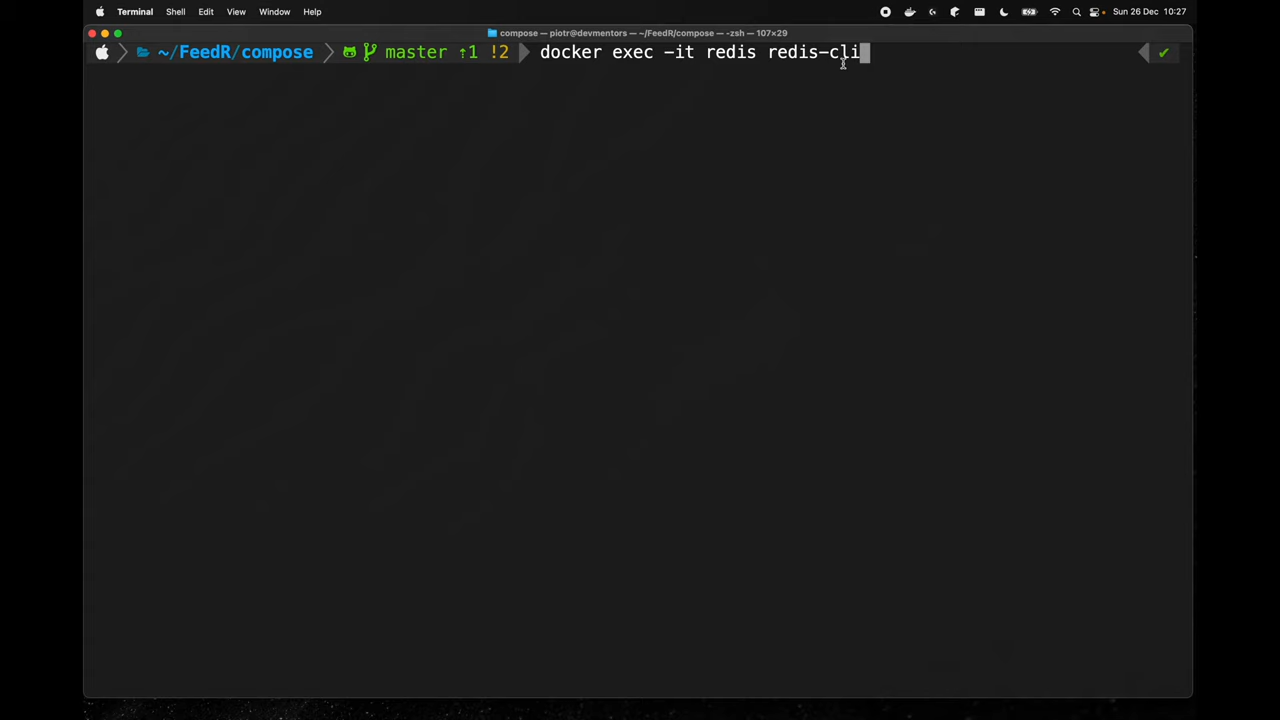 Terminal Shell Edit View Window Help Sun 26 Dec 10:27
compose — piotr@devmentors — ~/FeedR/compose — -zsh — 107×29
~/FeedR/compose master ⇡1 !2 docker exec -it redis redis-cli ✔